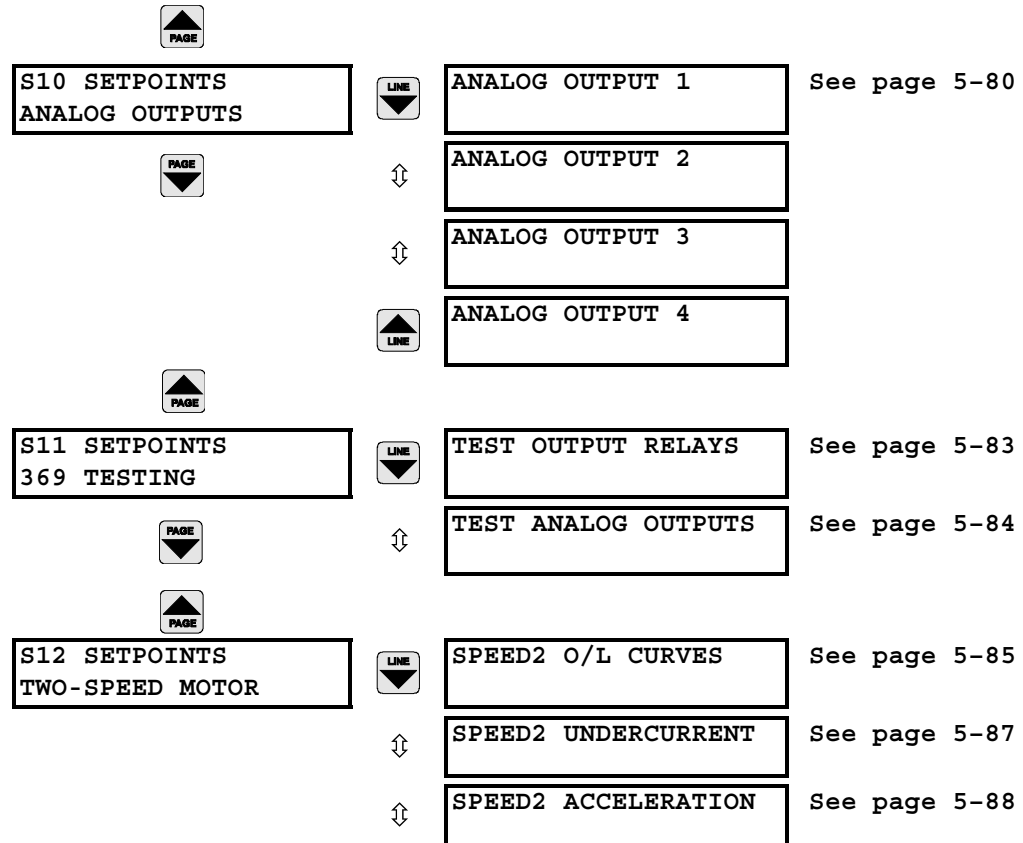 PAGE
S10 SETPOINTS
ANALOG OUTPUTS
LINE
ANALOG OUTPUT 1
See page 5–80
PAGE
ANALOG OUTPUT 2
ANALOG OUTPUT 3
LINE
ANALOG OUTPUT 4
PAGE
S11 SETPOINTS
369 TESTING
LINE
TEST OUTPUT RELAYS
See page 5–83
PAGE
TEST ANALOG OUTPUTS
See page 5–84
PAGE
S12 SETPOINTS
TWO-SPEED MOTOR
LINE
SPEED2 O/L CURVES
See page 5–85
SPEED2 UNDERCURRENT
See page 5–87
SPEED2 ACCELERATION
See page 5–88